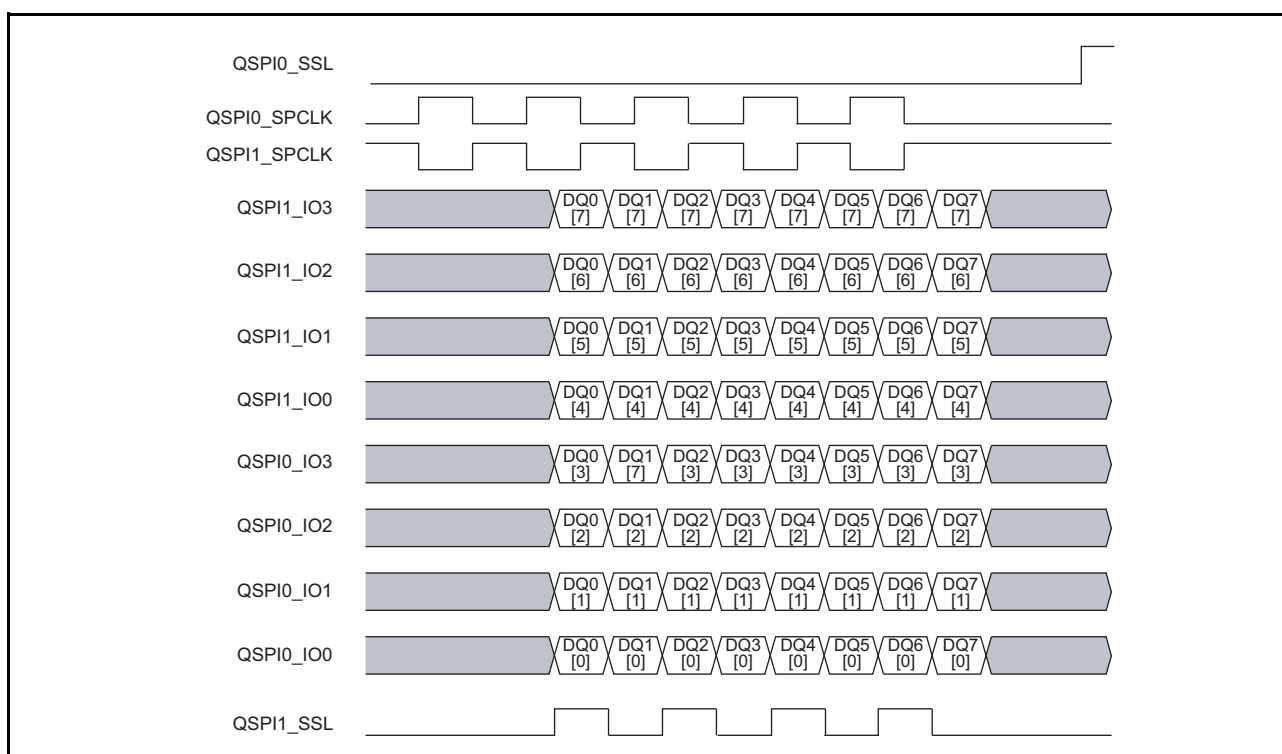 QSPI0_SSL
QSPI0_SPCLK
QSPI1_SPCLK
QSPI1_IO3 DQ0 DQ1 DQ2 DQ3 DQ4 DQ5 DQ6 DQ7
[7] [7] [7] [7] [7] [7] [7] [7]
QSPI1_IO2 DQ0 DQ1 DQ2 DQ3 DQ4 DQ5 DQ6 DQ7
[6] [6] [6] [6] [6] [6] [6] [6]
QSPI1_IO1 DQ0 DQ1 DQ2 DQ3 DQ4 DQ5 DQ6 DQ7
[5] [5] [5] [5] [5] [5] [5] [5]
QSPI1_IO0 DQ0 DQ1 DQ2 DQ3 DQ4 DQ5 DQ6 DQ7
[4] [4] [4] [4] [4] [4] [4] [4]
QSPI0_IO3 DQ0 DQ1 DQ2 DQ3 DQ4 DQ5 DQ6 DQ7
[3] [7] [3] [3] [3] [3] [3] [3]
QSPI0_IO2 DQ0 DQ1 DQ2 DQ3 DQ4 DQ5 DQ6 DQ7
[2] [2] [2] [2] [2] [2] [2] [2]
QSPI0_IO1 DQ0 DQ1 DQ2 DQ3 DQ4 DQ5 DQ6 DQ7
[1] [1] [1] [1] [1] [1] [1] [1]
QSPI0_IO0 DQ0 DQ1 DQ2 DQ3 DQ4 DQ5 DQ6 DQ7
[0] [0] [0] [0] [0] [0] [0] [0]
QSPI1_SSL